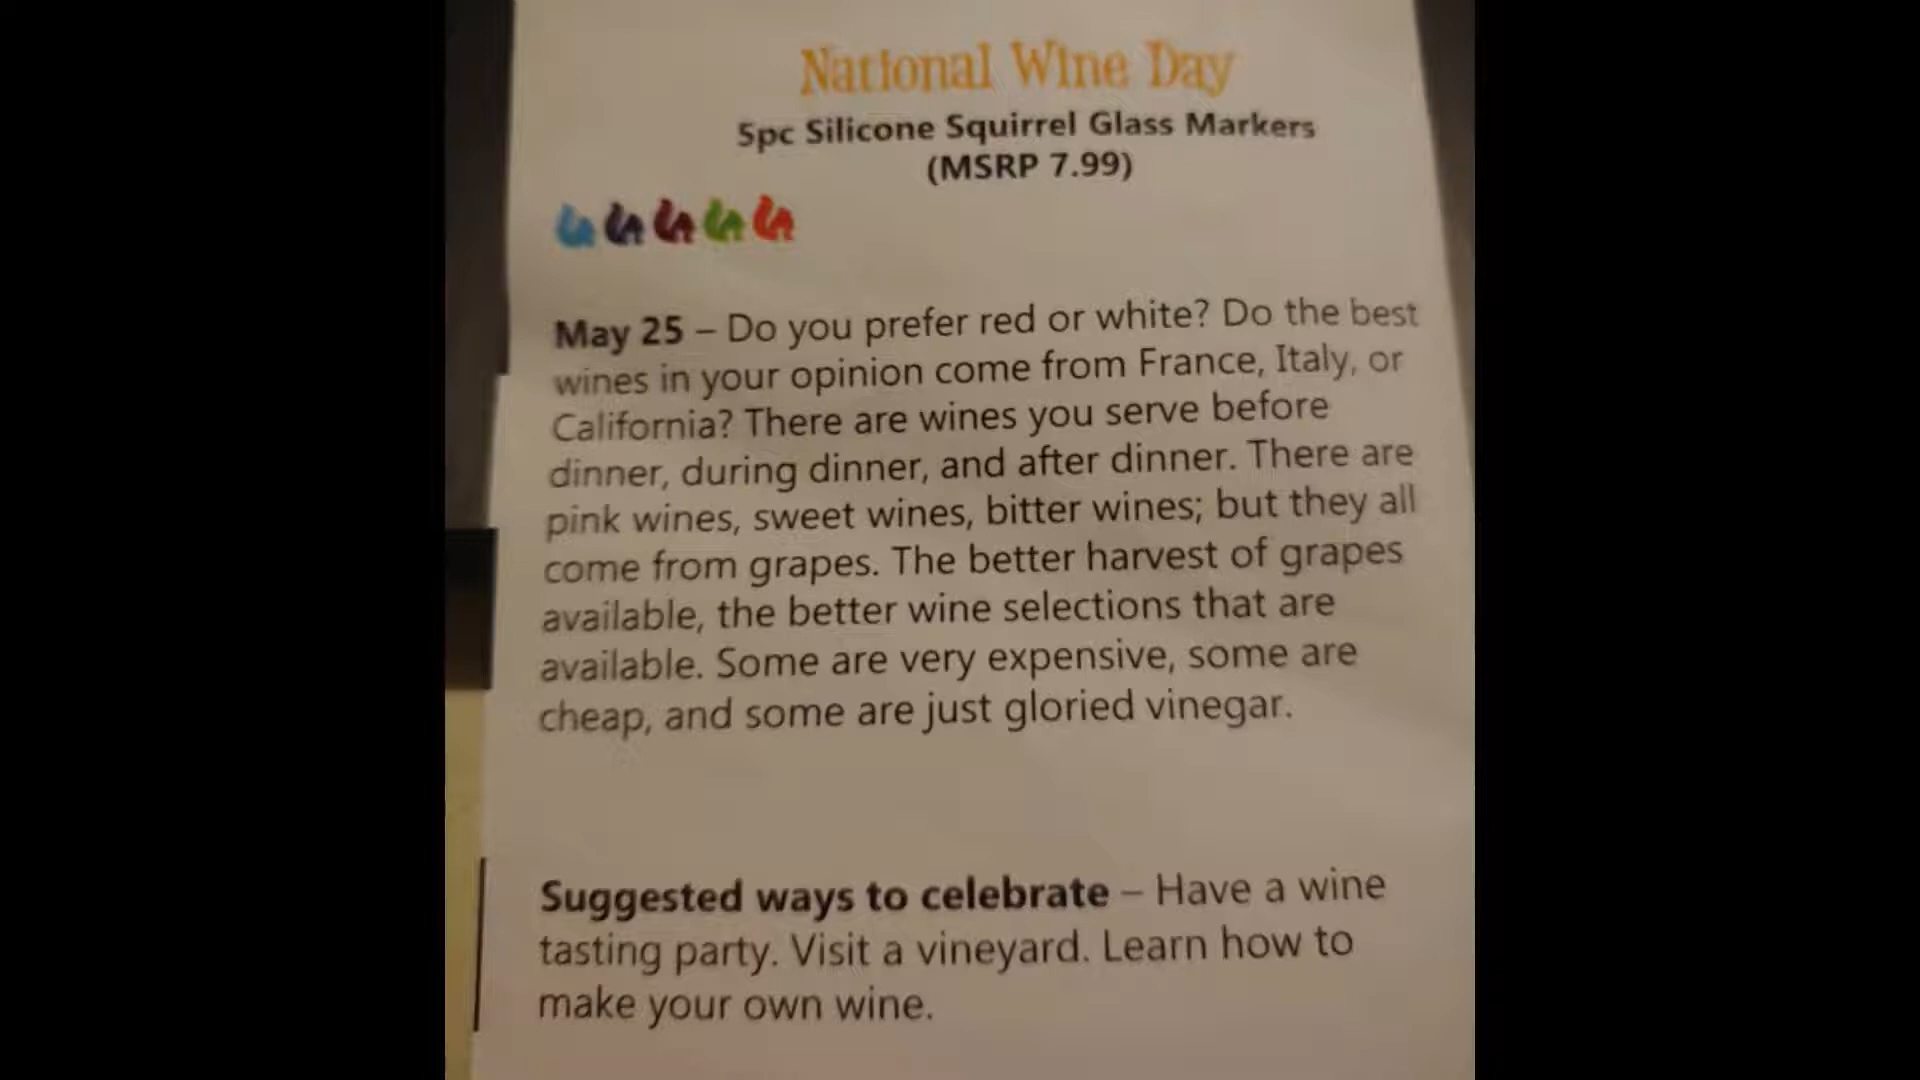 National Wine Day
5pc Silicone Squirrel Glass Markers
(MSRP 7.99)
May 25 – Do you prefer red or white? Do the best
wines in your opinion come from France, Italy, or
California? There are wines you serve before
dinner, during dinner, and after dinner. There are
pink wines, sweet wines, bitter wines; but they all
come from grapes. The better harvest of grapes
available, the better wine selections that are
available. Some are very expensive, some are
cheap, and some are just gloried vinegar.
Suggested ways to celebrate – Have a wine
tasting party. Visit a vineyard. Learn how to
make your own wine.